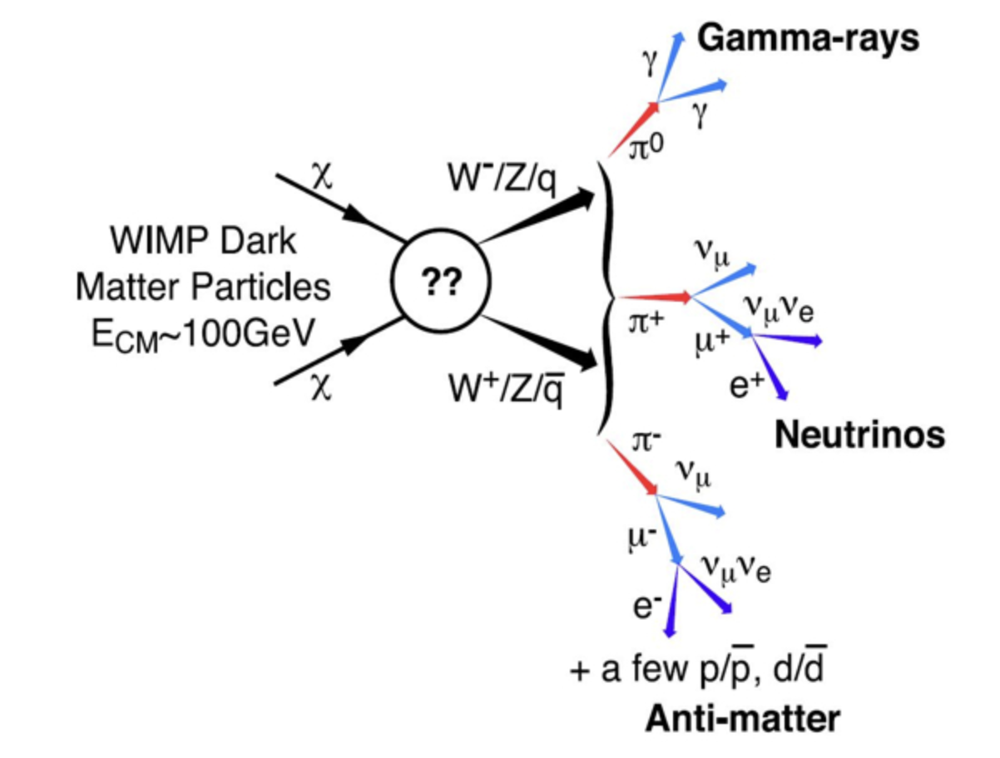 Gamma-rays
γ
γ
π0
χ
W-/Z/q
WIMP Dark
Matter Particles
ECM~100GeV
??
χ
W+/Z/q̅
νμ
π+
νμνe
μ+
e+
Neutrinos
π-
νμ
μ-
νμνe
e-
+ a few p/p̅, d/d̅
Anti-matter